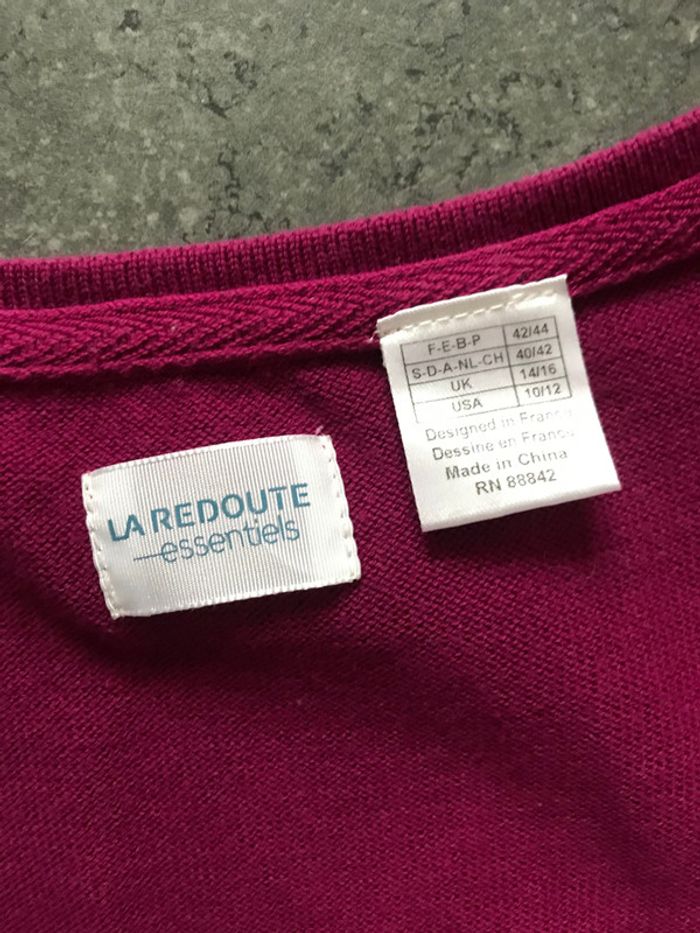 LA REDOUTE
essentiels
F-E-B-P 42/44
S-D-A-NL-CH 40/42
UK 14/16
USA 10/12
Designed in France
Dessine en France
Made in China
RN 88842